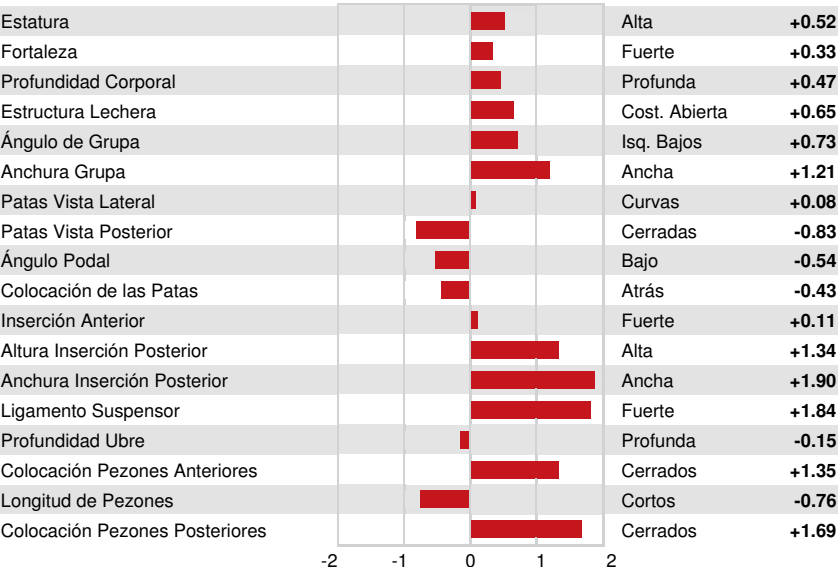 Estatura Alta +0.52
Fortaleza Fuerte +0.33
Profundidad Corporal Profunda +0.47
Estructura Lechera Cost. Abierta +0.65
Ángulo de Grupa Isq. Bajos +0.73
Anchura Grupa Ancha +1.21
Patas Vista Lateral Curvas +0.08
Patas Vista Posterior Cerradas -0.83
Ángulo Podal Bajo -0.54
Colocación de las Patas Atrás -0.43
Inserción Anterior Fuerte +0.11
Altura Inserción Posterior Alta +1.34
Anchura Inserción Posterior Ancha +1.90
Ligamento Suspensor Fuerte +1.84
Profundidad Ubre Profunda -0.15
Colocación Pezones Anteriores Cerrados +1.35
Longitud de Pezones Cortos -0.76
Colocación Pezones Posteriores Cerrados +1.69
-2 -1 0 1 2